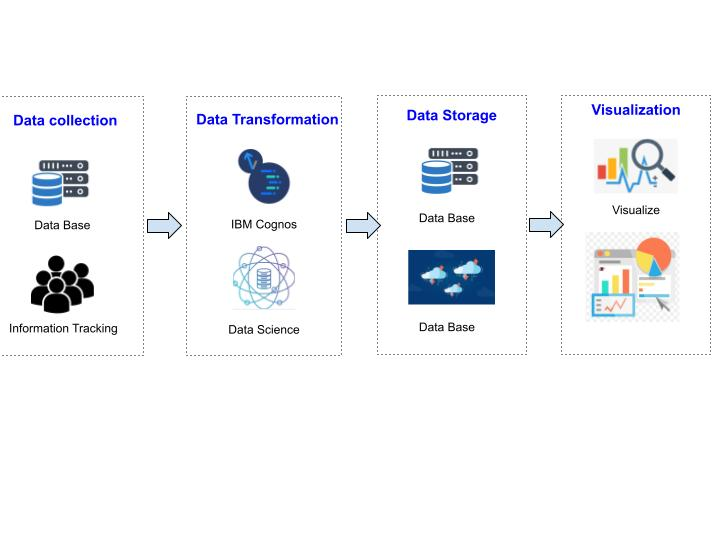 Data collection
Data Base
Information Tracking
Data Transformation
IBM Cognos
Data Science
Data Storage
Data Base
Data Base
Visualization
Visualize